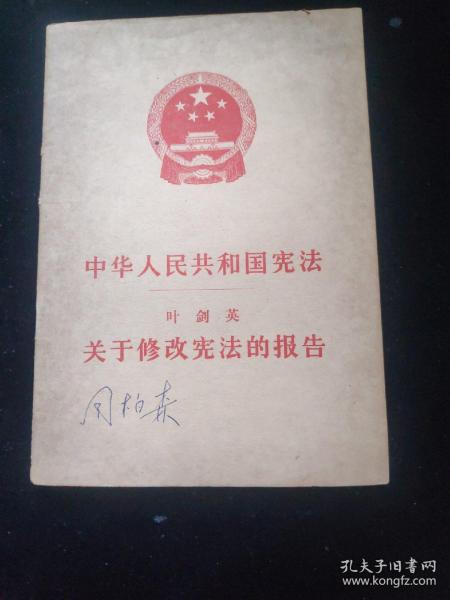 中华人民共和国宪法
叶剑英
关于修改宪法的报告
周柏森
孔夫子旧书网
www.kongfz.com